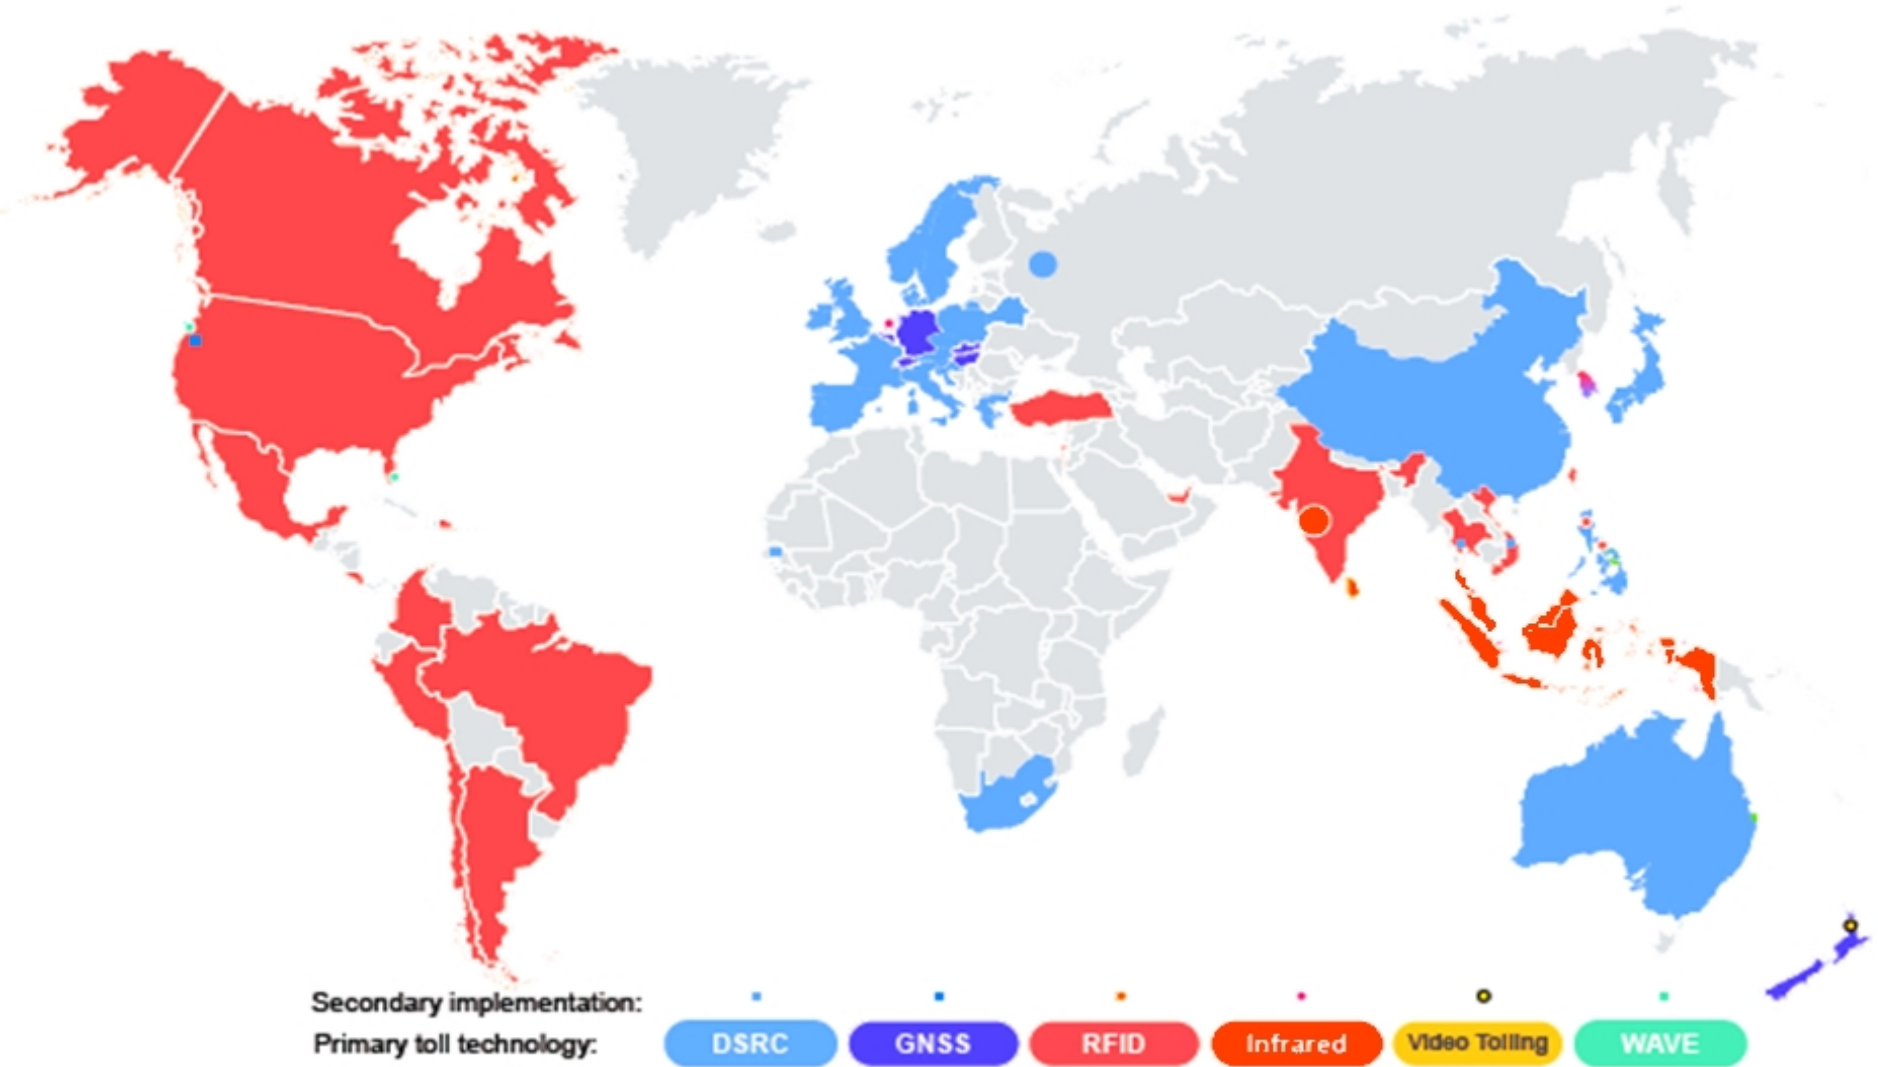 Secondary implementation:
Primary toll technology:
DSRC
GNSS
RFID
Infrared
Video Tolling
WAVE